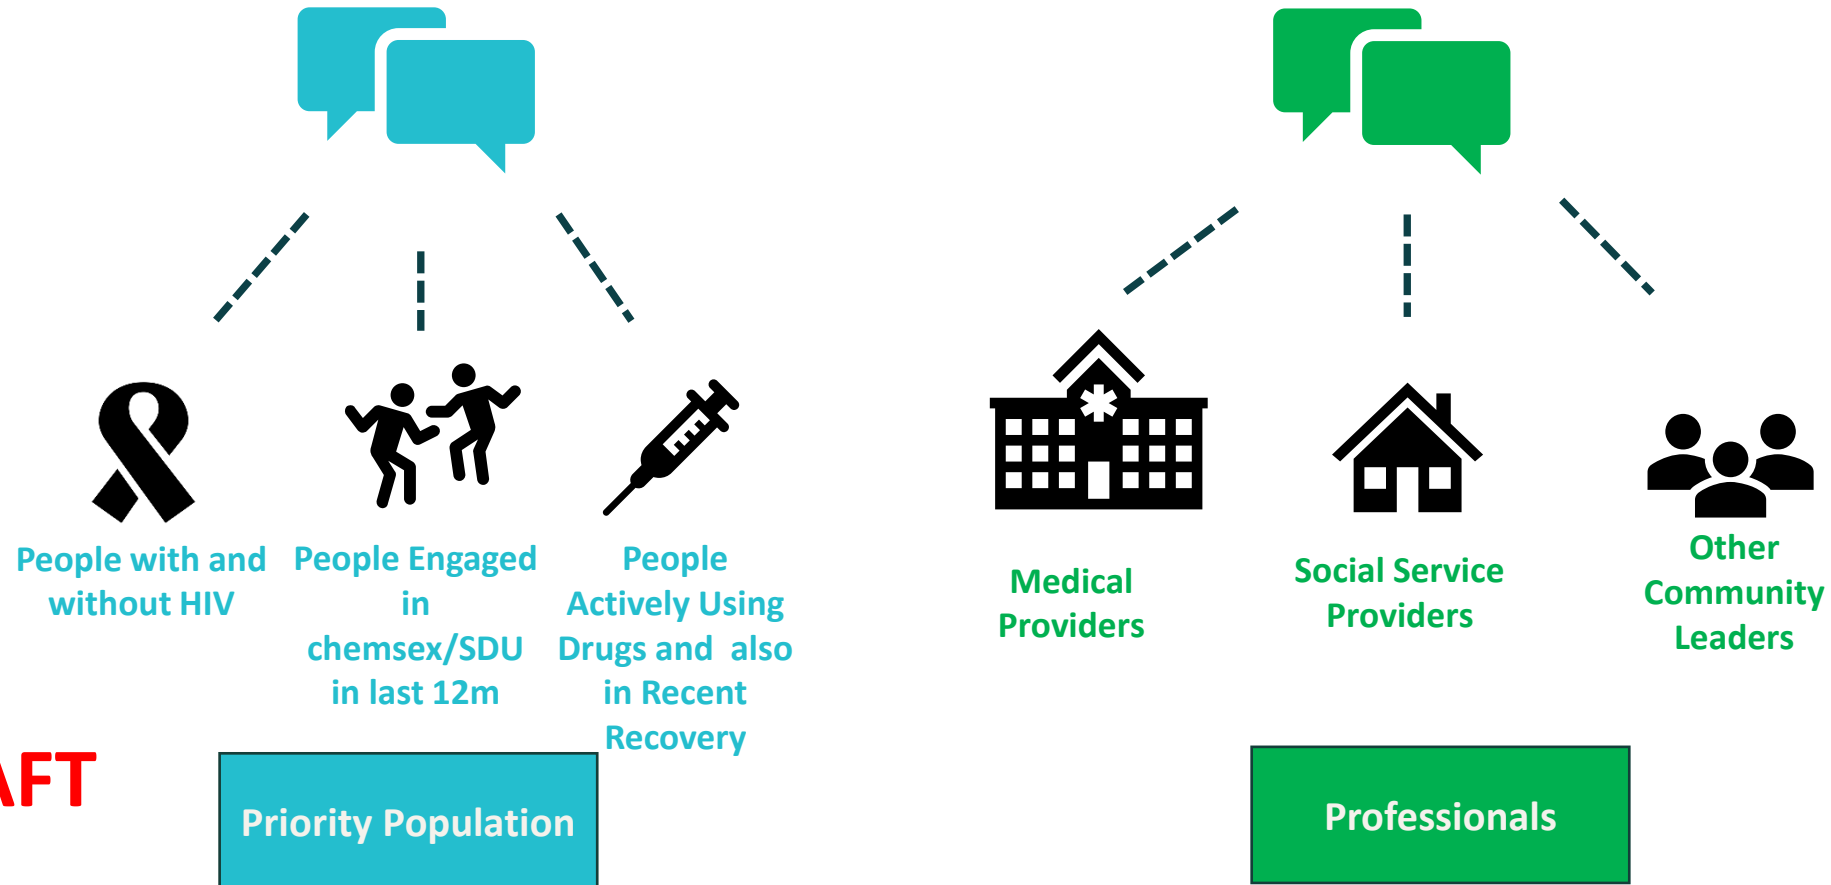 People with and
without HIV
People Engaged
in
chemsex/SDU
in last 12m
People
Actively Using
Drugs and  also
in Recent
Recovery
Medical
Providers
Social Service
Providers
Other
Community
Leaders
AFT
Priority Population
Professionals